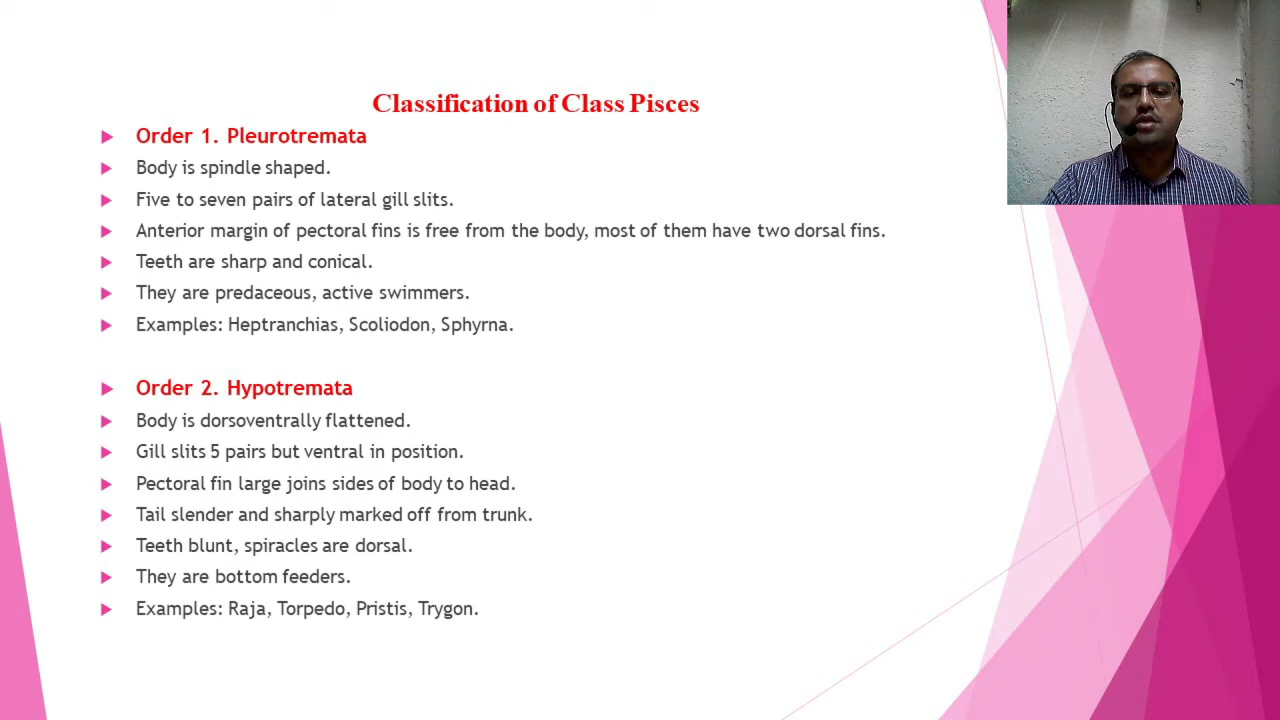 Classification of Class Pisces
Order 1. Pleurotremata
Body is spindle shaped.
Five to seven pairs of lateral gill slits.
Anterior margin of pectoral fins is free from the body, most of them have two dorsal fins.
Teeth are sharp and conical.
They are predaceous, active swimmers.
Examples: Heptranchias, Scoliodon, Sphyrna.
Order 2. Hypotremata
Body is dorsoventrally flattened.
Gill slits 5 pairs but ventral in position.
Pectoral fin large joins sides of body to head.
Tail slender and sharply marked off from trunk.
Teeth blunt, spiracles are dorsal.
They are bottom feeders.
Examples: Raja, Torpedo, Pristis, Trygon.